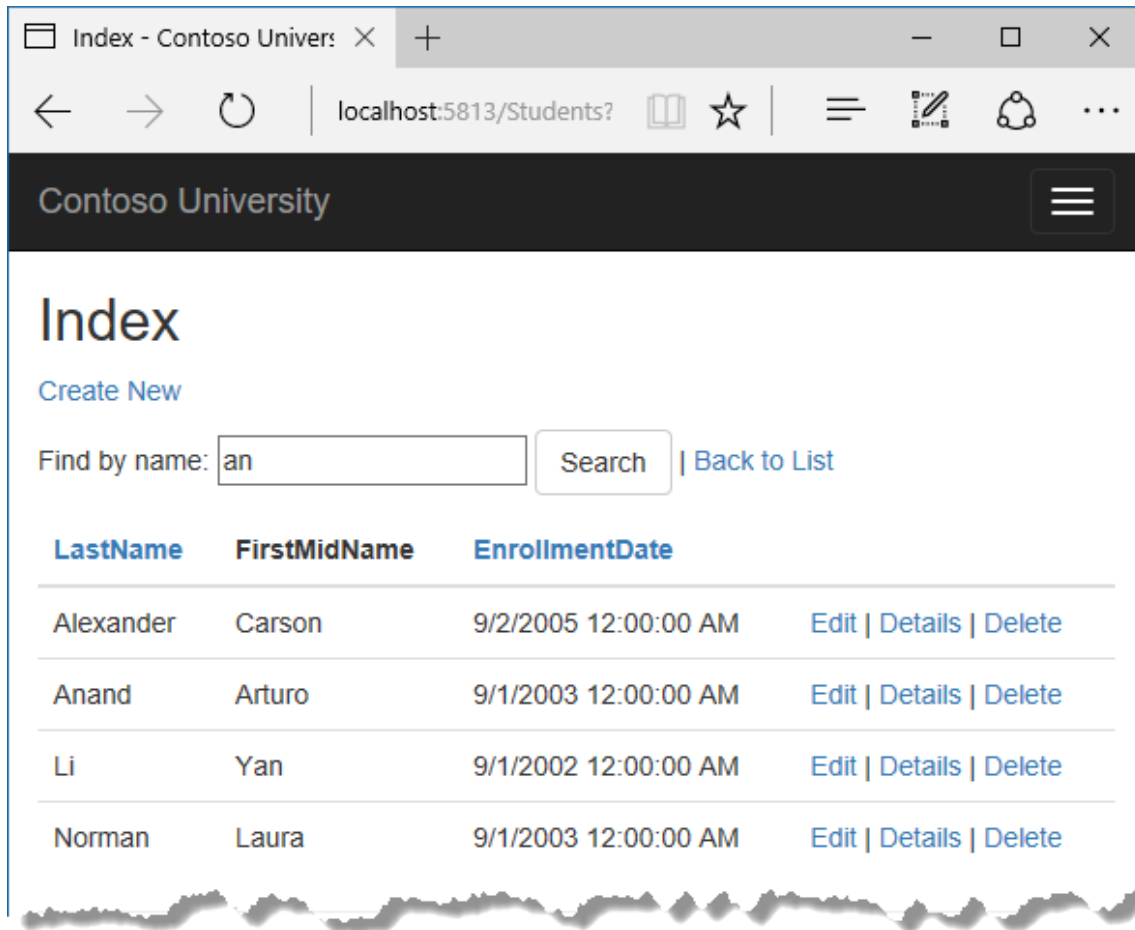 Index - Contoso Univers
localhost:5813/Students?
Contoso University
Index
Create New
Find by name: an Search | Back to List
LastName FirstMidName EnrollmentDate
Alexander Carson 9/2/2005 12:00:00 AM Edit | Details | Delete
Anand Arturo 9/1/2003 12:00:00 AM Edit | Details | Delete
Li Yan 9/1/2002 12:00:00 AM Edit | Details | Delete
Norman Laura 9/1/2003 12:00:00 AM Edit | Details | Delete